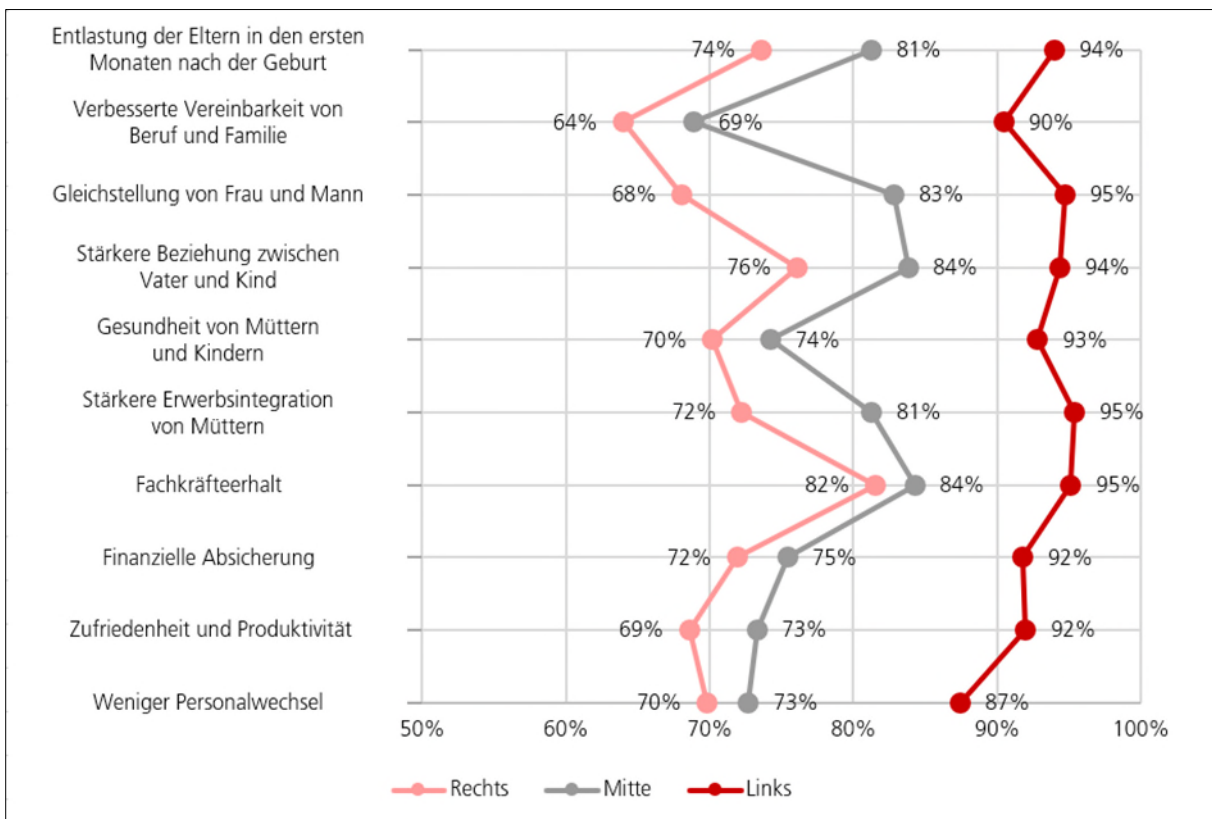 Entlastung der Eltern in den ersten
Monaten nach der Geburt
74% 81% 94%
Verbesserte Vereinbarkeit von
Beruf und Familie
64% 69% 90%
Gleichstellung von Frau und Mann
68% 83% 95%
Stärkere Beziehung zwischen
Vater und Kind
76% 84% 94%
Gesundheit von Müttern
und Kindern
70% 74% 93%
Stärkere Erwerbsintegration
von Müttern
72% 81% 95%
Fachkräfteerhalt
82% 84% 95%
Finanzielle Absicherung
72% 75% 92%
Zufriedenheit und Produktivität
69% 73% 92%
Weniger Personalwechsel
70% 73% 87%
50% 60% 70% 80% 90% 100%
Rechts Mitte Links